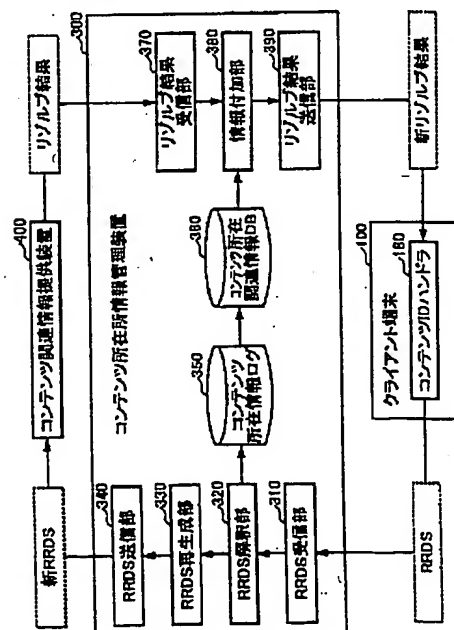 新RRDS
400
コンテンツ関連情報提供装置
リゾルブ結果
300
コンテンツ所在所情報管理装置
340
RRDS送信部
330
RRDS再生成部
320
RRDS解釈部
310
RRDS受信部
350
コンテンツ
所在情報ログ
360
コンテンツ所在
関連情報DB
370
リゾルブ結果
受信部
380
情報付加部
390
リゾルブ結果
送信部
RRDS
100
クライアント端末
160
コンテンツIDハンドラ
新リゾルブ結果